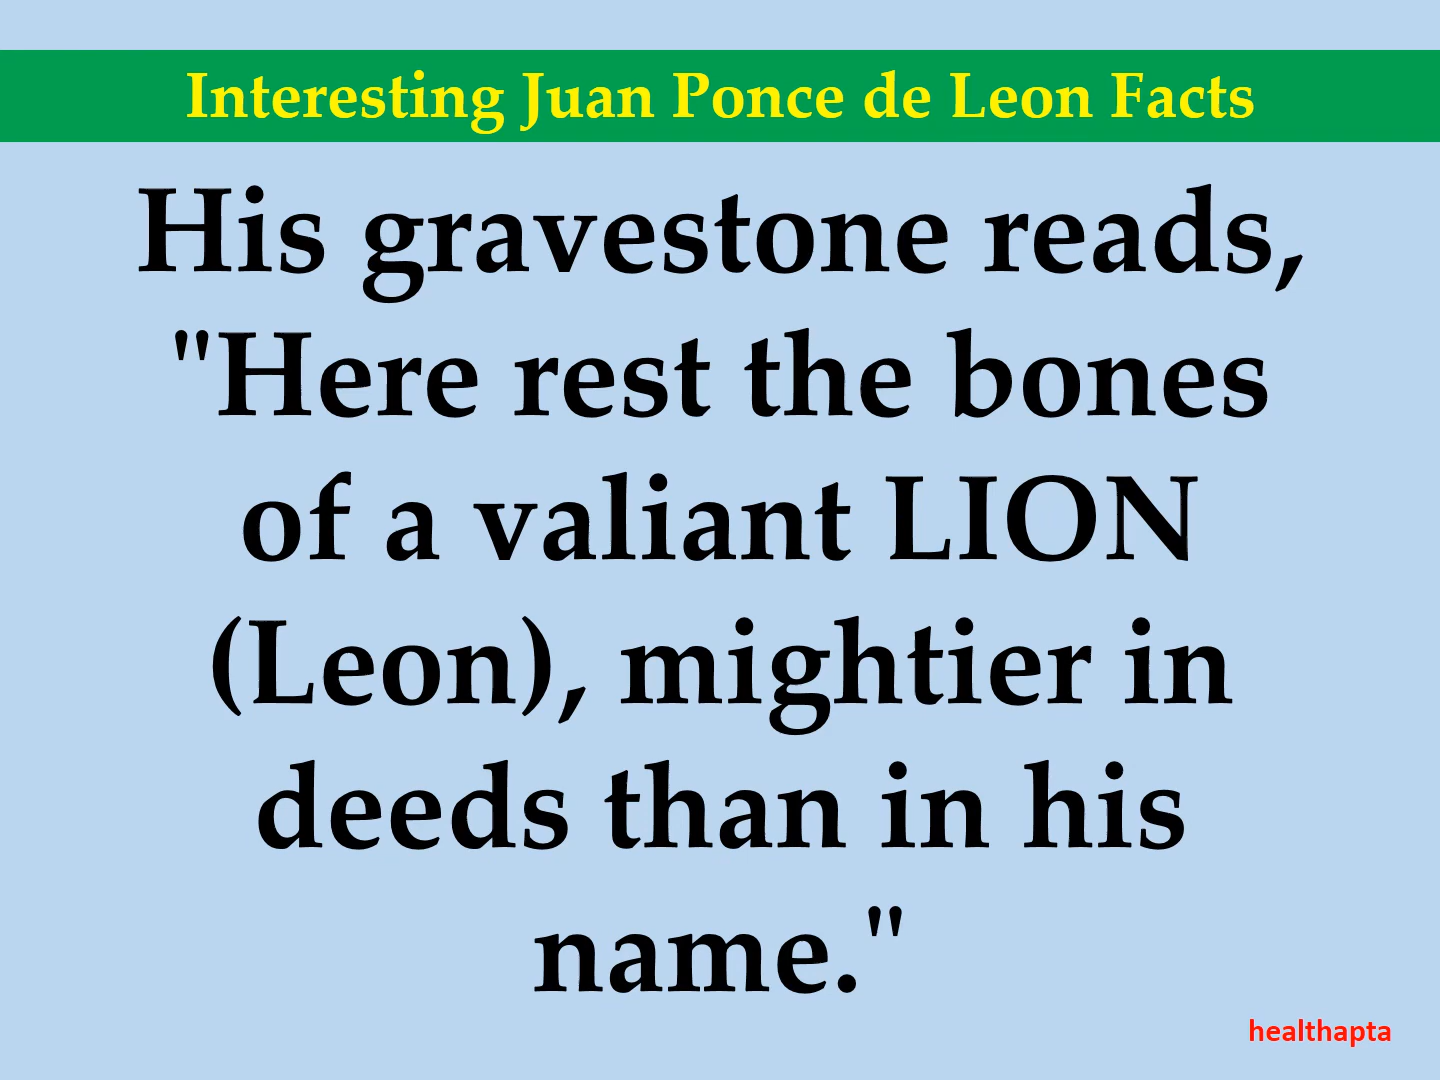 Interesting Juan Ponce de Leon Facts
His gravestone reads,
"Here rest the bones
of a valiant LION
(Leon), mightier in
deeds than in his
name."
healthapta